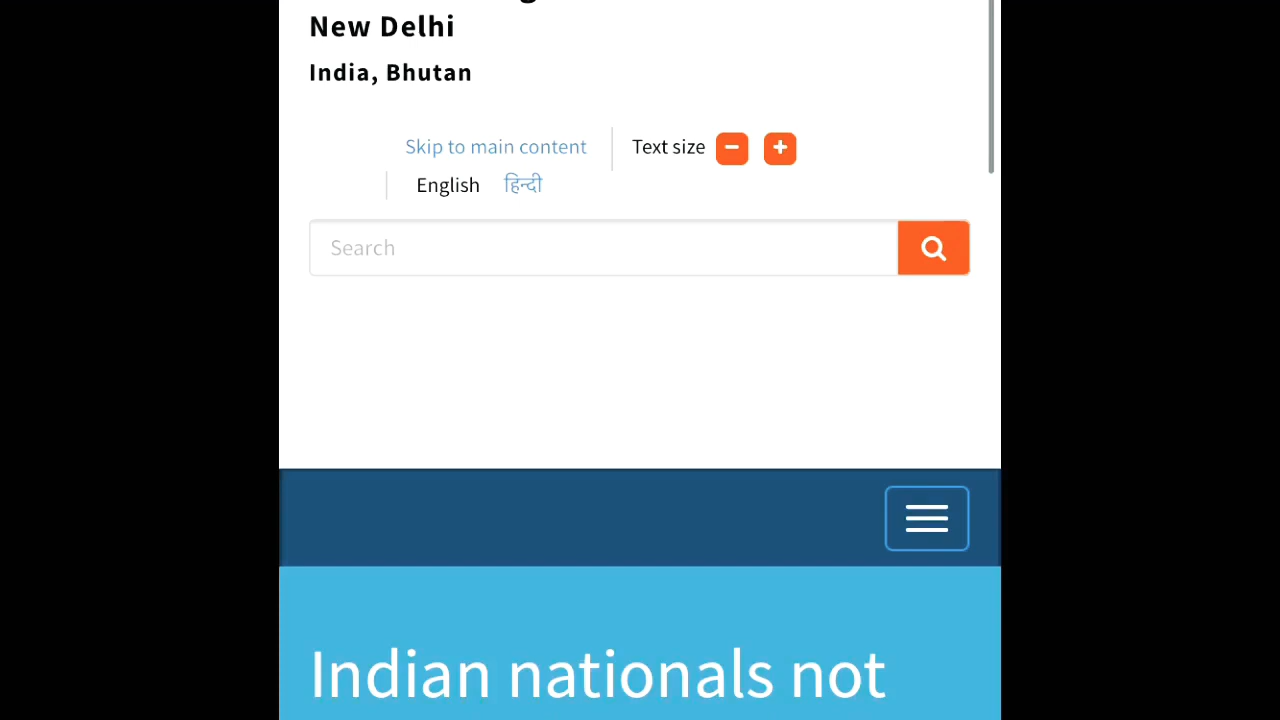 New Delhi
India, Bhutan
Skip to main content Text size
English हिन्दी
Search
Indian nationals not